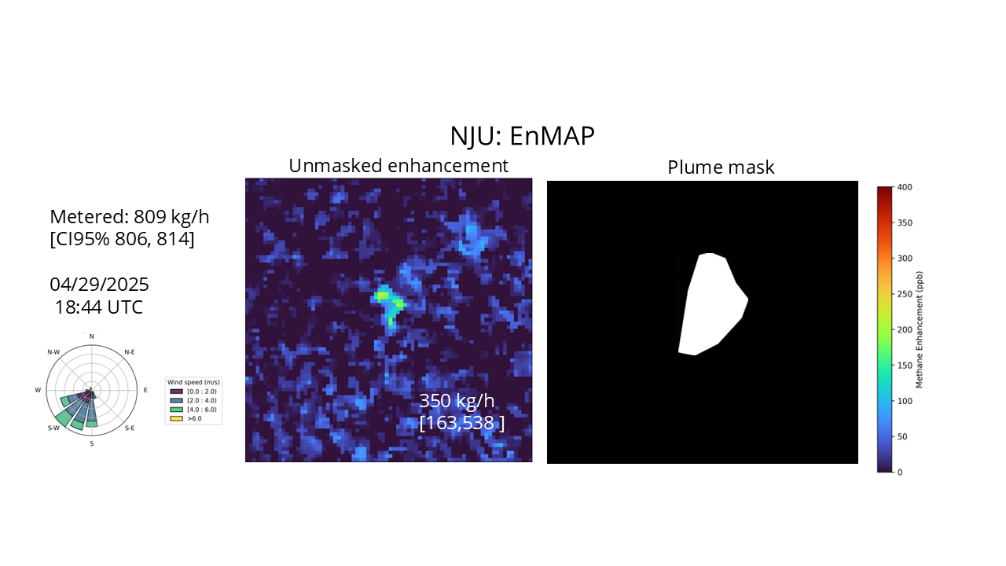 NJU: EnMAP
Unmasked enhancement
Plume mask
Metered: 809 kg/h
[CI95% 806, 814]
04/29/2025
18:44 UTC
N
N-W
N-E
W
E
S-W
S-E
S
Wind speed (m/s)
[0.0 : 2.0)
[2.0 : 4.0)
[4.0 : 6.0)
>6.0
350 kg/h
[163,538 ]
400
350
300
250
200
150
100
50
0
Methane Enhancement (ppb)